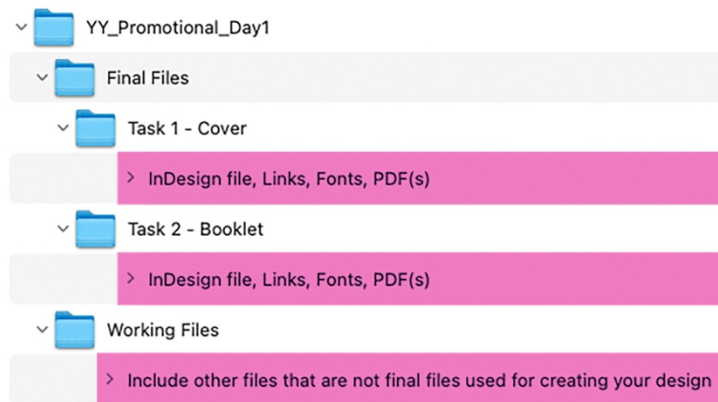 YY_Promotional_Day1
Final Files
Task 1 - Cover
InDesign file, Links, Fonts, PDF(s)
Task 2 - Booklet
InDesign file, Links, Fonts, PDF(s)
Working Files
Include other files that are not final files used for creating your design